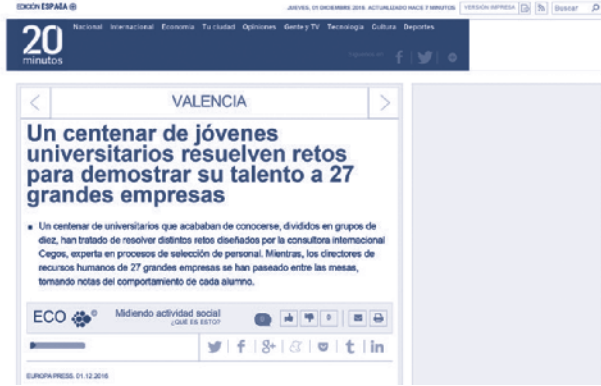 EDICIÓN ESPAÑA
JUEVES, 01 DICIEMBRE 2016 ACTUALIZADO HACE 7 MINUTOS VERSIÓN IMPRESA Buscar
Nacional Internacional Economía Tu ciudad Opiniones Gente y TV Tecnología Cultura Deportes
20
minutos
VALENCIA
Un centenar de jóvenes
universitarios resuelven retos
para demostrar su talento a 27
grandes empresas
Un centenar de universitarios que acababan de conocerse, divididos en grupos de
diez, han tratado de resolver distintos retos diseñados por la consultora internacional
Cegos, experta en procesos de selección de personal. Mientras, los directores de
recursos humanos de 27 grandes empresas se han paseado entre las mesas,
tomando notas del comportamiento de cada alumno.
ECO Midiendo actividad social
¿QUÉ ES ESTO?
EUROPA PRESS. 01.12.2016